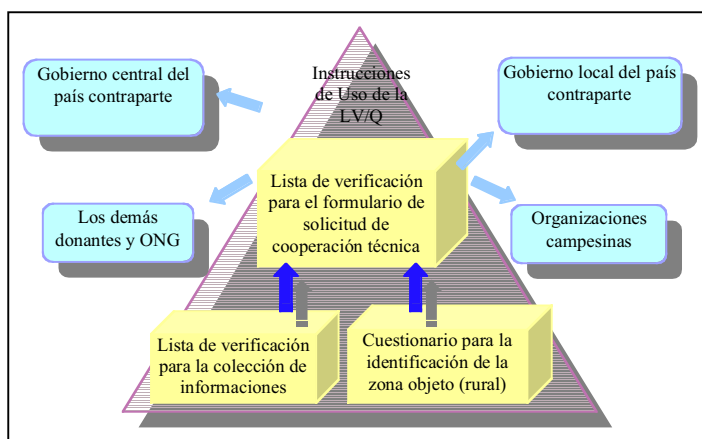 Gobierno central del
país contraparte
Instrucciones
de Uso de la
LV/Q
Gobierno local del país
contraparte
Lista de verificación
para el formulario de
solicitud de
cooperación técnica
Los demás
donantes y ONG
Organizaciones
campesinas
Lista de verificación
para la colección de
informaciones
Cuestionario para la
identificación de la
zona objeto (rural)